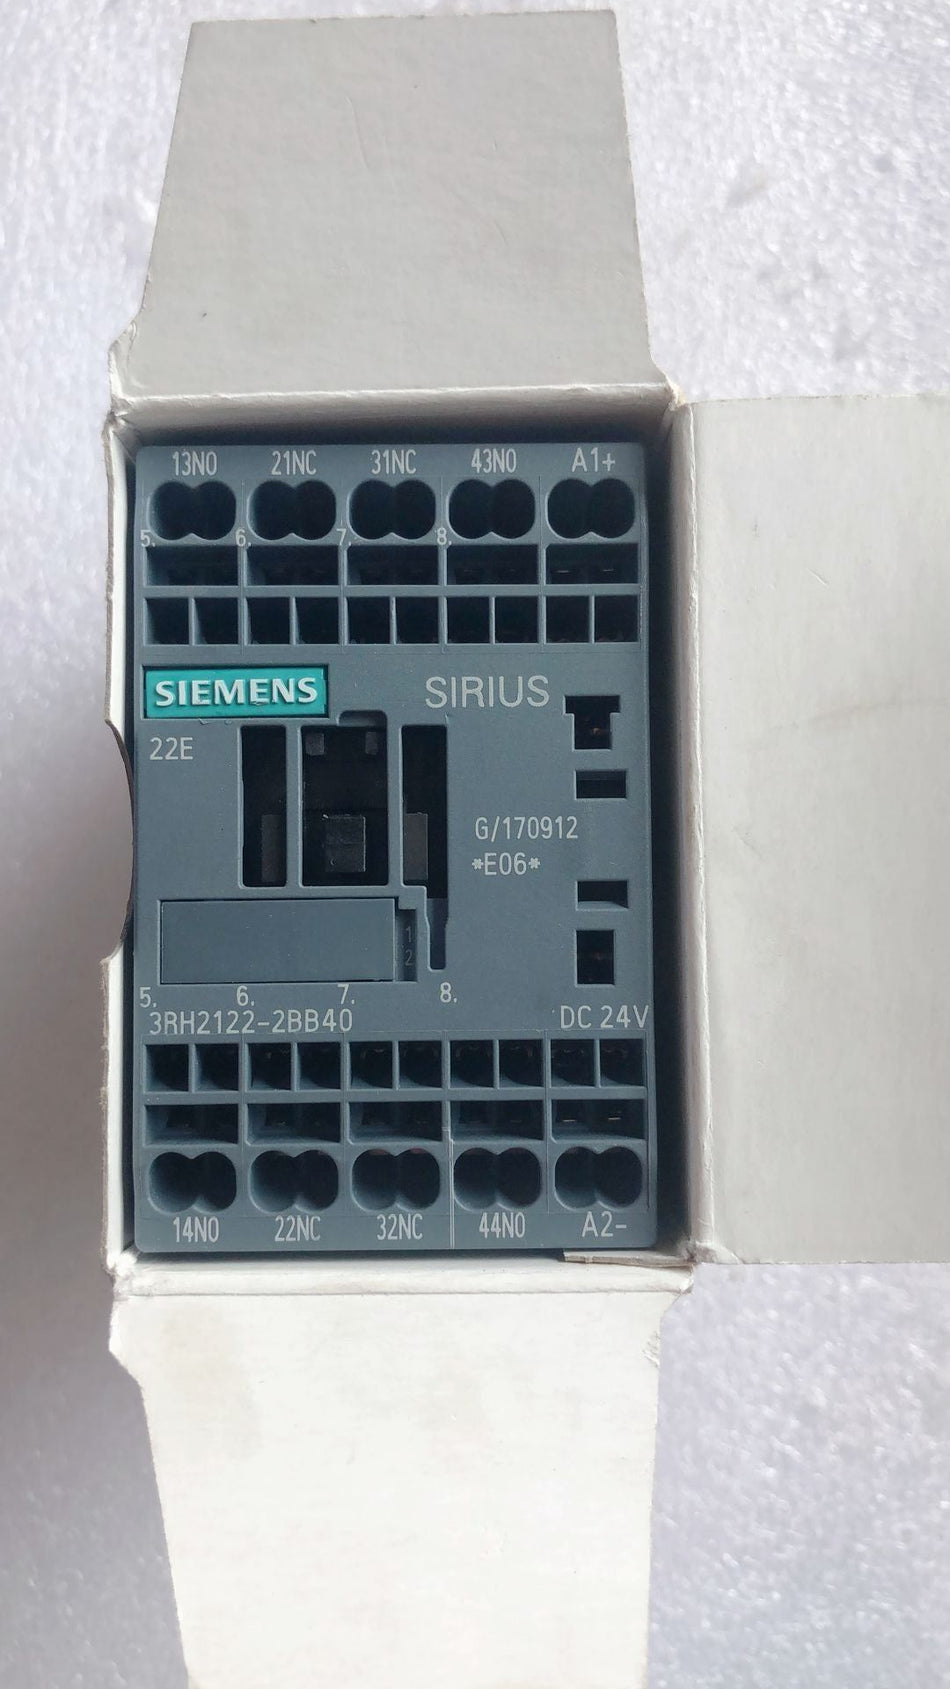 13NO 21NC 31NC 43NO A1+
5. 6. 7. 8.
SIEMENS SIRIUS
22E
G/170912
*E06*
1
2
5. 6. 7. 8.
3RH2122-2BB40 DC 24V
14NO 22NC 32NC 44NO A2-